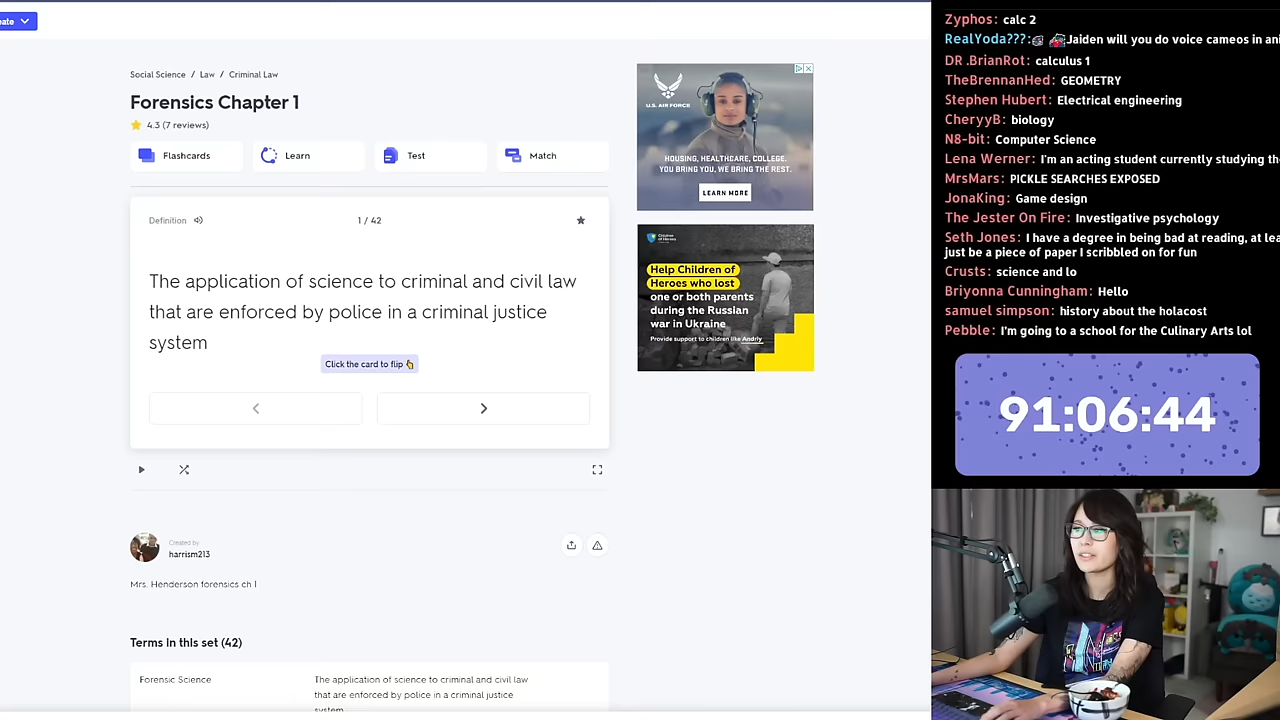 eate
Social Science / Law / Criminal Law
Forensics Chapter 1
4.3 (7 reviews)
Flashcards
Learn
Test
Match
Definition
1 / 42
The application of science to criminal and civil law
that are enforced by police in a criminal justice
system
Click the card to flip
Created by
harrism213
Mrs. Henderson forensics ch 1
Terms in this set (42)
Forensic Science
The application of science to criminal and civil law
that are enforced by police in a criminal justice
system
U.S. AIR FORCE
HOUSING, HEALTHCARE, COLLEGE.
YOU BRING YOU, WE BRING THE REST.
LEARN MORE
Children
of Heroes
Help Children of
Heroes who lost
one or both parents
during the Russian
war in Ukraine
Provide support to children like Andriy
Zyphos: calc 2
RealYoda???: Jaiden will you do voice cameos in ani
DR .BrianRot: calculus 1
TheBrennanHed: GEOMETRY
Stephen Hubert: Electrical engineering
CheryyB: biology
N8-bit: Computer Science
Lena Werner: I'm an acting student currently studying the
MrsMars: PICKLE SEARCHES EXPOSED
JonaKing: Game design
The Jester On Fire: Investigative psychology
Seth Jones: I have a degree in being bad at reading, at lea
just be a piece of paper I scribbled on for fun
Crusts: science and lo
Briyonna Cunningham: Hello
samuel simpson: history about the holacost
Pebble: I'm going to a school for the Culinary Arts lol
91:06:44